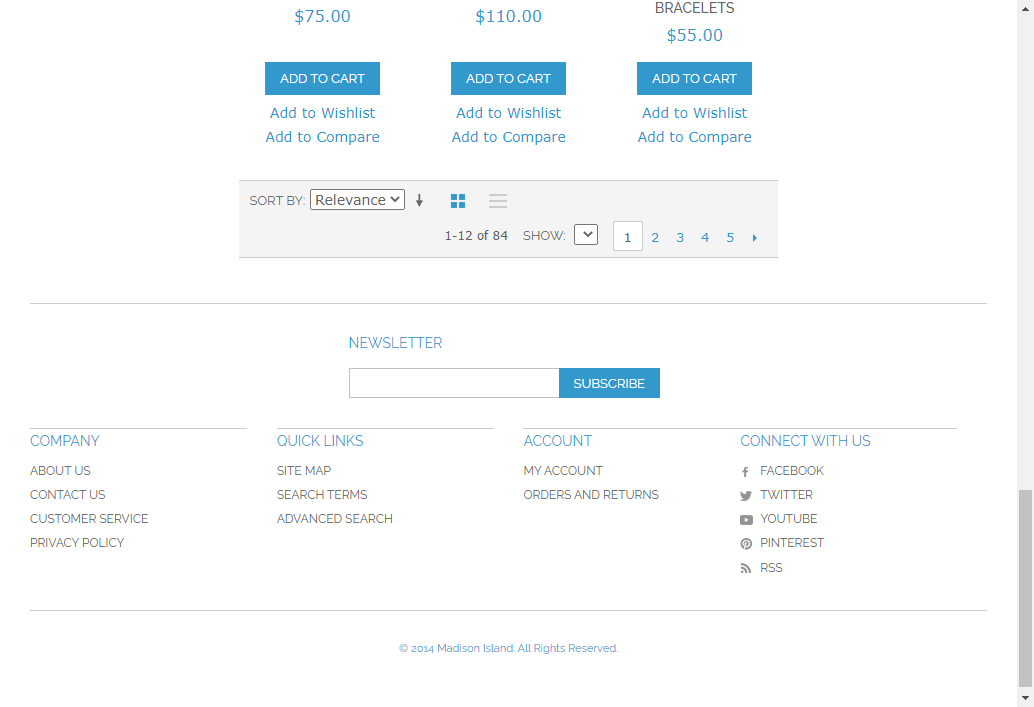 BRACELETS
$75.00 $110.00 $55.00
ADD TO CART ADD TO CART ADD TO CART
Add to Wishlist Add to Wishlist Add to Wishlist
Add to Compare Add to Compare Add to Compare
SORT BY: Relevance
1-12 of 84 SHOW: 1 2 3 4 5
NEWSLETTER
SUBSCRIBE
COMPANY
ABOUT US
CONTACT US
CUSTOMER SERVICE
PRIVACY POLICY
QUICK LINKS
SITE MAP
SEARCH TERMS
ADVANCED SEARCH
ACCOUNT
MY ACCOUNT
ORDERS AND RETURNS
CONNECT WITH US
FACEBOOK
TWITTER
YOUTUBE
PINTEREST
RSS
© 2014 Madison Island. All Rights Reserved.